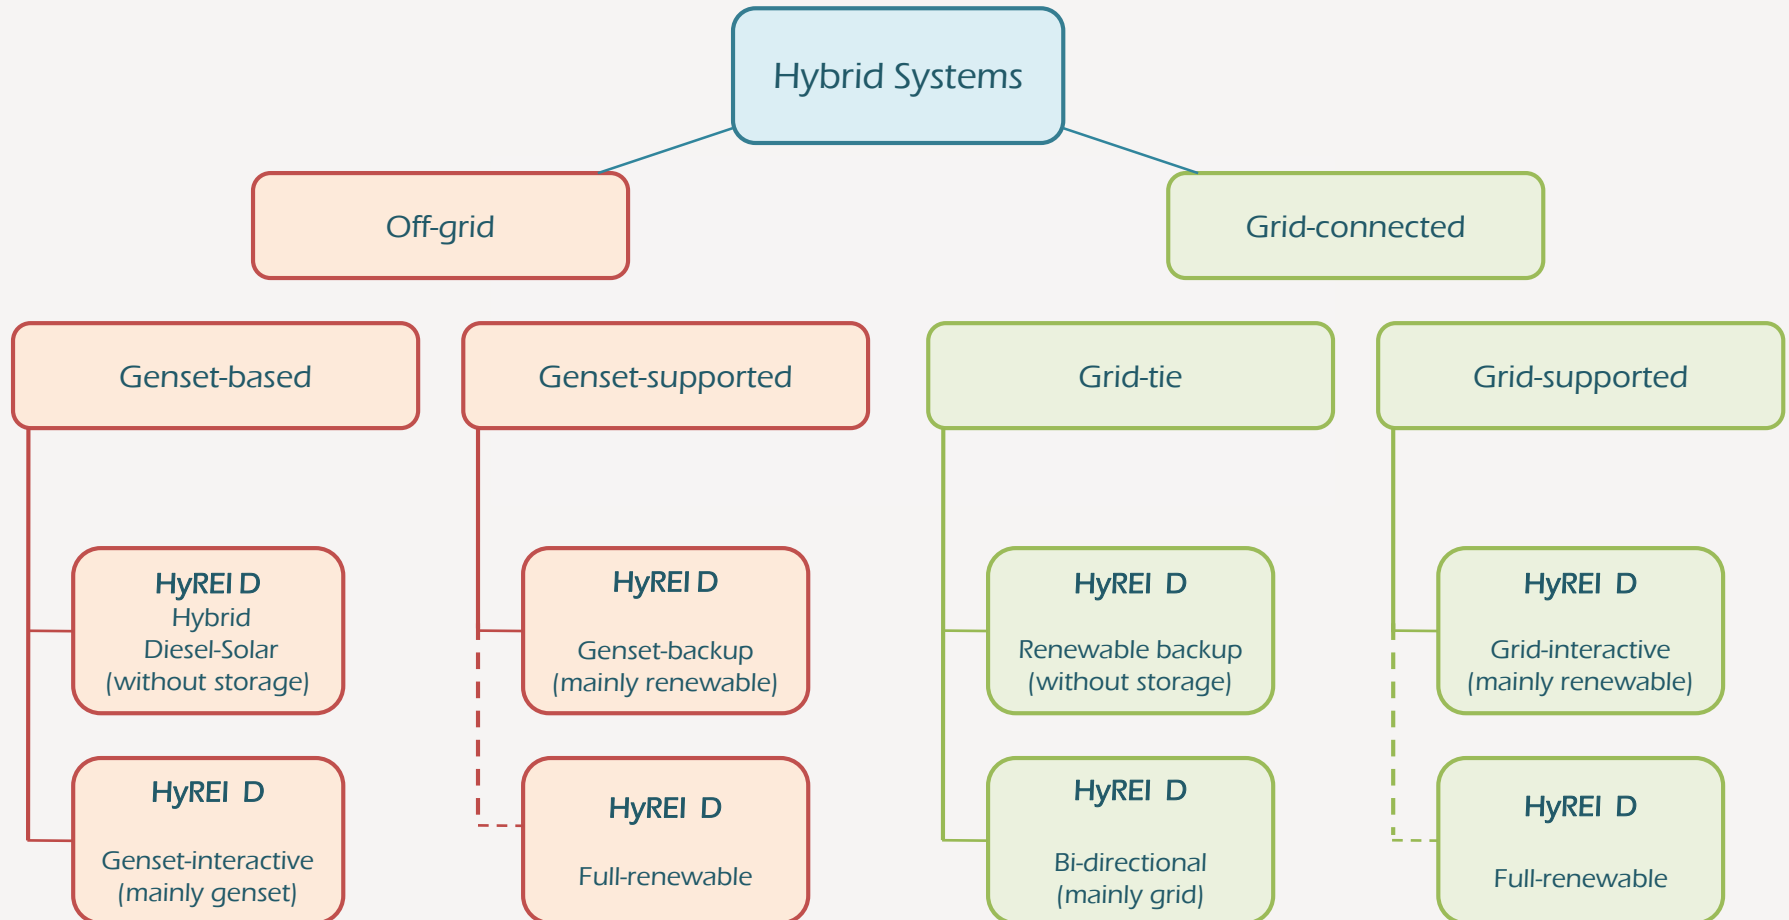 Hybrid Systems
Off-grid
Grid-connected
Genset-based
Genset-supported
Grid-tie
Grid-supported
HyREI D
Hybrid
Diesel-Solar
(without storage)
HyREI D
Genset-backup
(mainly renewable)
HyREI D
Renewable backup
(without storage)
HyREI D
Grid-interactive
(mainly renewable)
HyREI D
Genset-interactive
(mainly genset)
HyREI D
Full-renewable
HyREI D
Bi-directional
(mainly grid)
HyREI D
Full-renewable